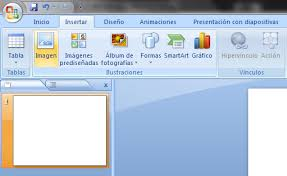 Inicio Insertar Diseño Animaciones Presentación con diapositivas
Tabla Imagen Imágenes prediseñadas Álbum de fotografías Formas SmartArt Gráfico Hipervínculo Acción
Tablas Ilustraciones Vínculos
1